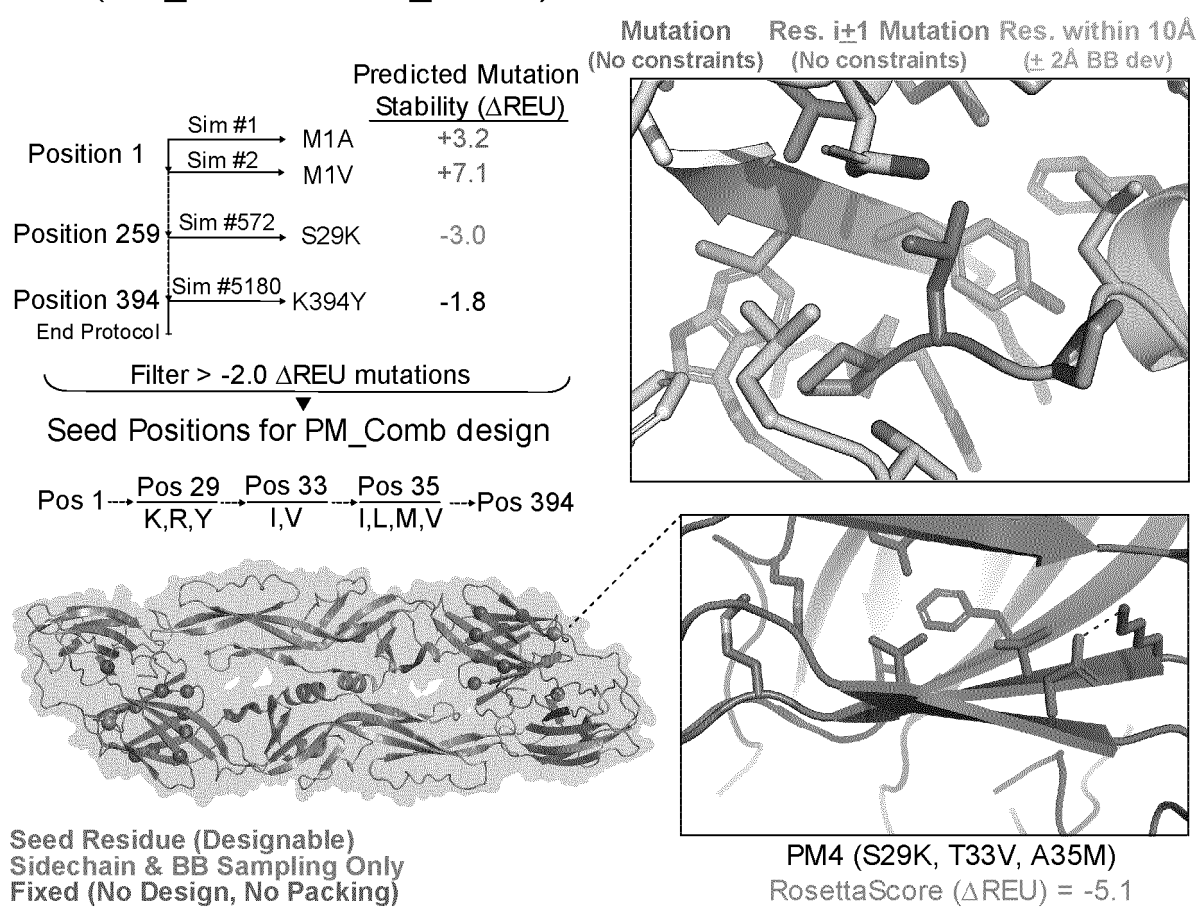 Mutation
(No constraints)
Res. i±1 Mutation
(No constraints)
Res. within 10Å
(± 2Å BB dev)
Predicted Mutation
Stability (ΔREU)
Position 1
Sim #1
M1A
+3.2
Sim #2
M1V
+7.1
Position 259
Sim #572
S29K
-3.0
Position 394
Sim #5180
K394Y
-1.8
End Protocol
Filter > -2.0 ΔREU mutations
Seed Positions for PM_Comb design
Pos 1
Pos 29
K,R,Y
Pos 33
I,V
Pos 35
I,L,M,V
Pos 394
Seed Residue (Designable)
Sidechain & BB Sampling Only
Fixed (No Design, No Packing)
PM4 (S29K, T33V, A35M)
RosettaScore (ΔREU) = -5.1